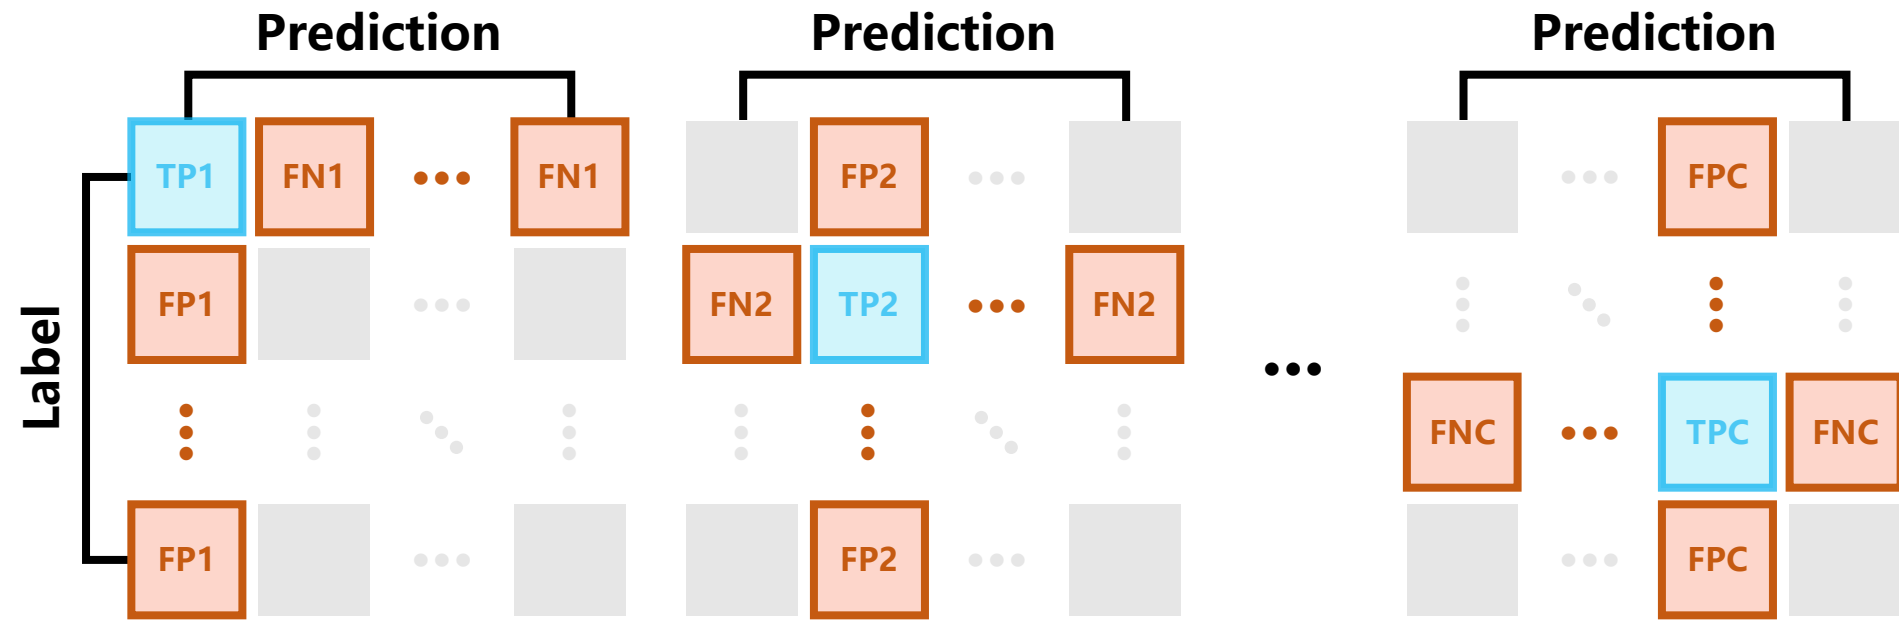 Prediction Prediction Prediction
TP1 FN1 FN1 FP2 FPC
FP1 FN2 TP2 FN2
Label
FNC TPC FNC
FP1 FP2 FPC